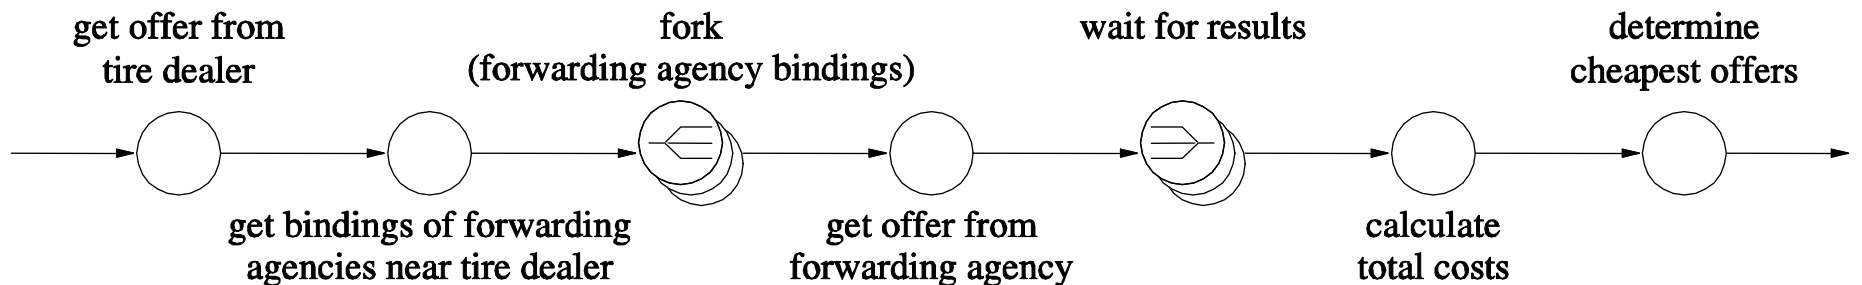 get offer from
tire dealer
get bindings of forwarding
agencies near tire dealer
fork
(forwarding agency bindings)
get offer from
forwarding agency
wait for results
calculate
total costs
determine
cheapest offers